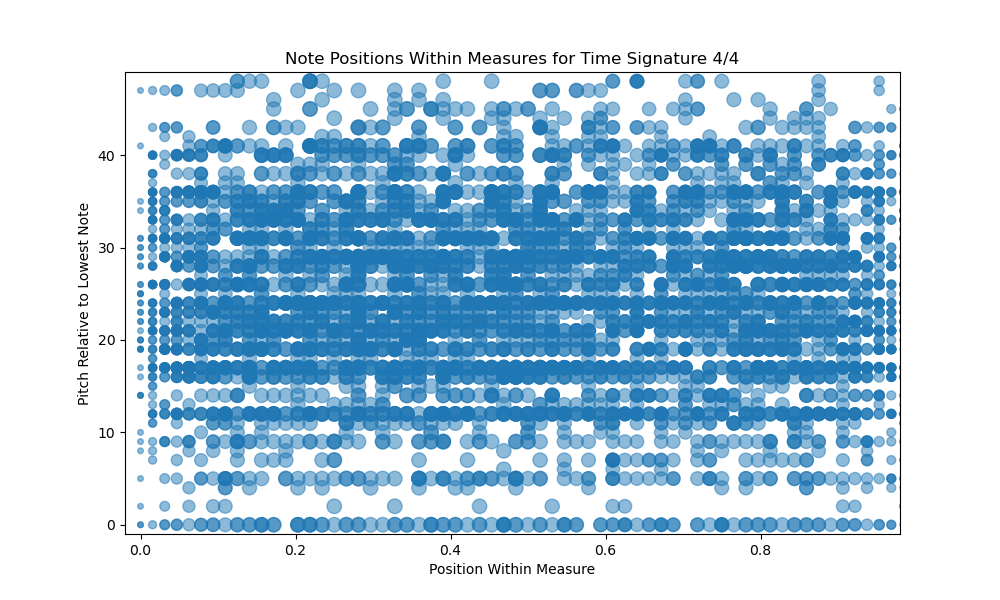 Note Positions Within Measures for Time Signature 4/4
Pitch Relative to Lowest Note
40
30
20
10
0
0.0 0.2 0.4 0.6 0.8
Position Within Measure